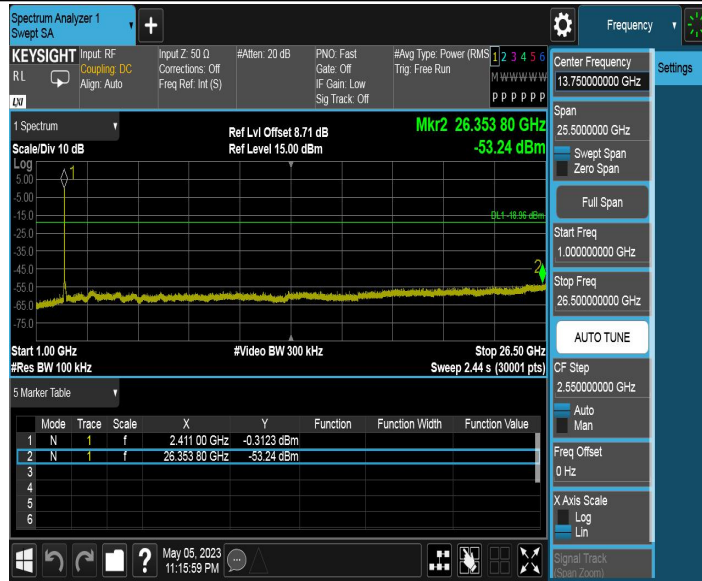 Spectrum Analyzer 1
Swept SA
+
Frequency
KEYSIGHT
RL
LXI
Input: RF
Coupling: DC
Align: Auto
Input Z: 50 Ω
Corrections: Off
Freq Ref: Int (S)
#Atten: 20 dB
PNO: Fast
Gate: Off
IF Gain: Low
Sig Track: Off
#Avg Type: Power (RMS
Trig: Free Run
1 2 3 4 5 6
M W W W W W
P P P P P P
1 Spectrum
Scale/Div 10 dB
Ref Lvl Offset 8.71 dB
Ref Level 15.00 dBm
Mkr2 26.353 80 GHz
-53.24 dBm
Log
5.00
-5.00
-15.0
-25.0
-35.0
-45.0
-55.0
-65.0
-75.0
1
DL1 -18.96 dBm
2
Start 1.00 GHz
#Res BW 100 kHz
#Video BW 300 kHz
Stop 26.50 GHz
Sweep 2.44 s (30001 pts)
5 Marker Table
Mode Trace Scale X Y Function Function Width Function Value
1 N 1 f 2.411 00 GHz -0.3123 dBm
2 N 1 f 26.353 80 GHz -53.24 dBm
3
4
5
6
Center Frequency
13.750000000 GHz
Span
25.5000000 GHz
Swept Span
Zero Span
Full Span
Start Freq
1.00000000 GHz
Stop Freq
26.50000000 GHz
AUTO TUNE
CF Step
2.550000000 GHz
Auto
Man
Freq Offset
0 Hz
X Axis Scale
Log
Lin
Signal Track
(Span Zoom)
Settings
?
May 05, 2023
11:15:59 PM